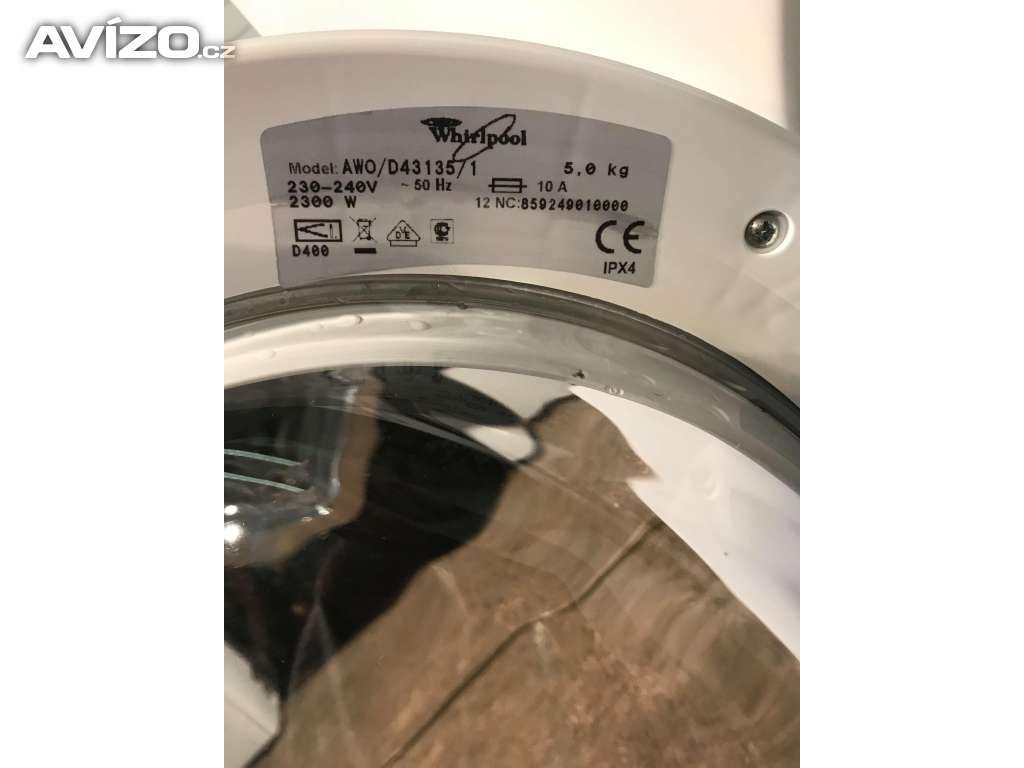 AVÍZO.cz
Whirlpool
Model: AWO/D43135/1 5,0 kg
230-240V ~ 50 Hz 10 A
2300 W 12 NC:859249010000
D400
CE
IPX4